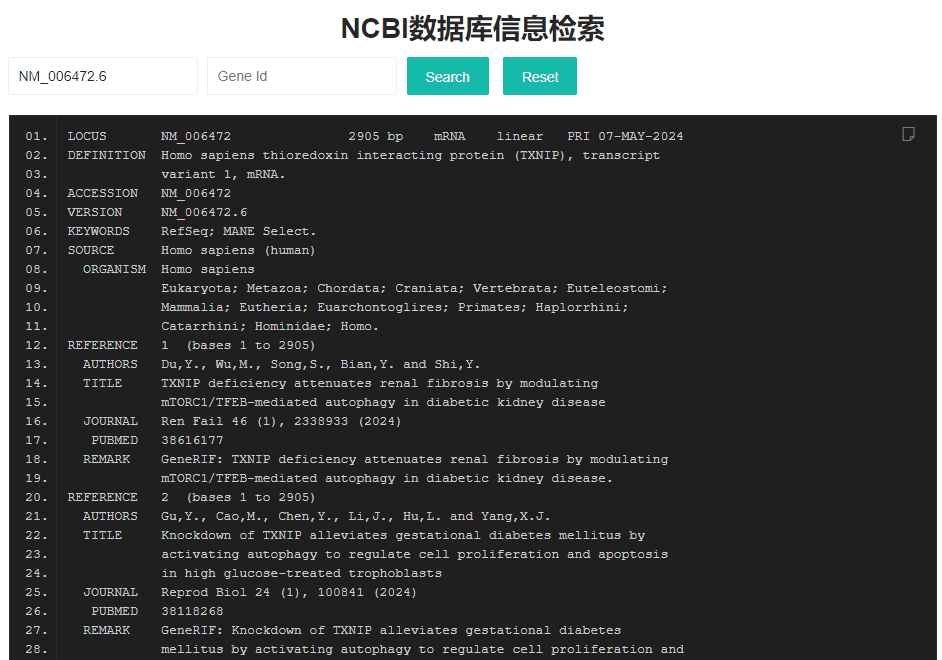 NCBI数据库信息检索
NM_006472.6 Gene Id Search Reset
01. LOCUS NM_006472 2905 bp mRNA linear PRI 07-MAY-2024
02. DEFINITION Homo sapiens thioredoxin interacting protein (TXNIP), transcript
03. variant 1, mRNA.
04. ACCESSION NM_006472
05. VERSION NM_006472.6
06. KEYWORDS RefSeq; MANE Select.
07. SOURCE Homo sapiens (human)
08. ORGANISM Homo sapiens
09. Eukaryota; Metazoa; Chordata; Craniata; Vertebrata; Euteleostomi;
10. Mammalia; Eutheria; Euarchontoglires; Primates; Haplorrhini;
11. Catarrhini; Hominidae; Homo.
12. REFERENCE 1 (bases 1 to 2905)
13. AUTHORS Du,Y., Wu,M., Song,S., Bian,Y. and Shi,Y.
14. TITLE TXNIP deficiency attenuates renal fibrosis by modulating
15. mTORC1/TFEB-mediated autophagy in diabetic kidney disease
16. JOURNAL Ren Fail 46 (1), 2338933 (2024)
17. PUBMED 38616177
18. REMARK GeneRIF: TXNIP deficiency attenuates renal fibrosis by modulating
19. mTORC1/TFEB-mediated autophagy in diabetic kidney disease.
20. REFERENCE 2 (bases 1 to 2905)
21. AUTHORS Gu,Y., Cao,M., Chen,Y., Li,J., Hu,L. and Yang,X.J.
22. TITLE Knockdown of TXNIP alleviates gestational diabetes mellitus by
23. activating autophagy to regulate cell proliferation and apoptosis
24. in high glucose-treated trophoblasts
25. JOURNAL Reprod Biol 24 (1), 100841 (2024)
26. PUBMED 38118268
27. REMARK GeneRIF: Knockdown of TXNIP alleviates gestational diabetes
28. mellitus by activating autophagy to regulate cell proliferation and